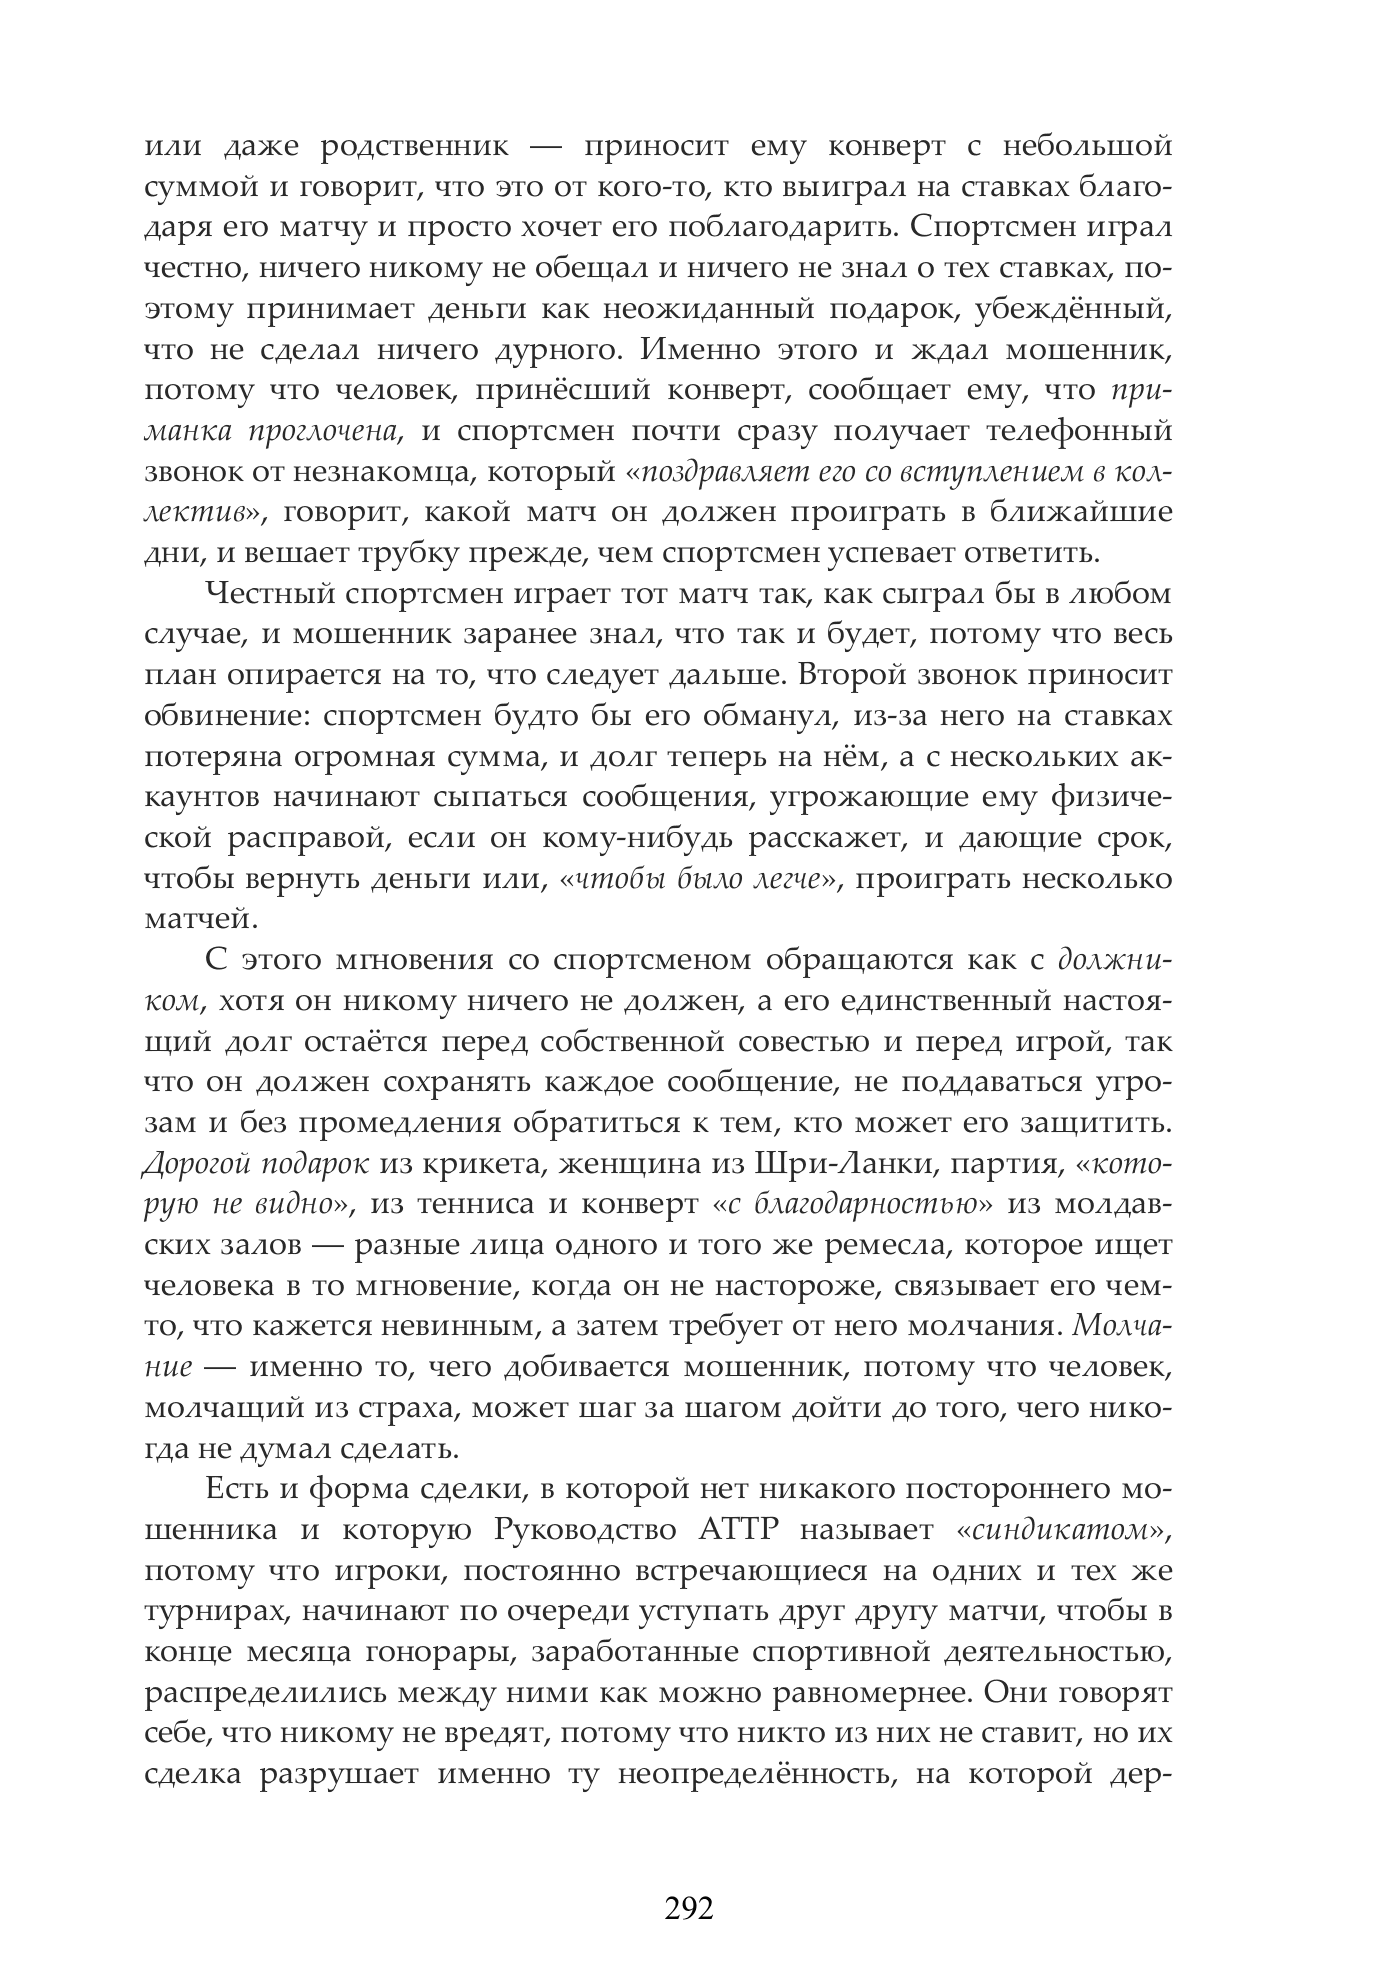 или даже родственник — приносит ему конверт с небольшой
суммой и говорит, что это от кого-то, кто выиграл на ставках благо-
даря его матчу и просто хочет его поблагодарить. Спортсмен играл
честно, ничего никому не обещал и ничего не знал о тех ставках, по-
этому принимает деньги как неожиданный подарок, убеждённый,
что не сделал ничего дурного. Именно этого и ждал мошенник,
потому что человек, принёсший конверт, сообщает ему, что при-
манка проглочена, и спортсмен почти сразу получает телефонный
звонок от незнакомца, который «поздравляет его со вступлением в кол-
лектив», говорит, какой матч он должен проиграть в ближайшие
дни, и вешает трубку прежде, чем спортсмен успевает ответить.
Честный спортсмен играет тот матч так, как сыграл бы в любом
случае, и мошенник заранее знал, что так и будет, потому что весь
план опирается на то, что следует дальше. Второй звонок приносит
обвинение: спортсмен будто бы его обманул, из-за него на ставках
потеряна огромная сумма, и долг теперь на нём, а с нескольких ак-
каунтов начинают сыпаться сообщения, угрожающие ему физиче-
ской расправой, если он кому-нибудь расскажет, и дающие срок,
чтобы вернуть деньги или, «чтобы было легче», проиграть несколько
матчей.
С этого мгновения со спортсменом обращаются как с должни-
ком, хотя он никому ничего не должен, а его единственный настоя-
щий долг остаётся перед собственной совестью и перед игрой, так
что он должен сохранять каждое сообщение, не поддаваться угро-
зам и без промедления обратиться к тем, кто может его защитить.
Дорогой подарок из крикета, женщина из Шри-Ланки, партия, «кото-
рую не видно», из тенниса и конверт «с благодарностью» из молдав-
ских залов — разные лица одного и того же ремесла, которое ищет
человека в то мгновение, когда он не настороже, связывает его чем-
то, что кажется невинным, а затем требует от него молчания. Молча-
ние — именно то, чего добивается мошенник, потому что человек,
молчащий из страха, может шаг за шагом дойти до того, чего нико-
гда не думал сделать.
Есть и форма сделки, в которой нет никакого постороннего мо-
шенника и которую Руководство ATTP называет «синдикатом»,
потому что игроки, постоянно встречающиеся на одних и тех же
турнирах, начинают по очереди уступать друг другу матчи, чтобы в
конце месяца гонорары, заработанные спортивной деятельностью,
распределились между ними как можно равномернее. Они говорят
себе, что никому не вредят, потому что никто из них не ставит, но их
сделка разрушает именно ту неопределённость, на которой дер-
292